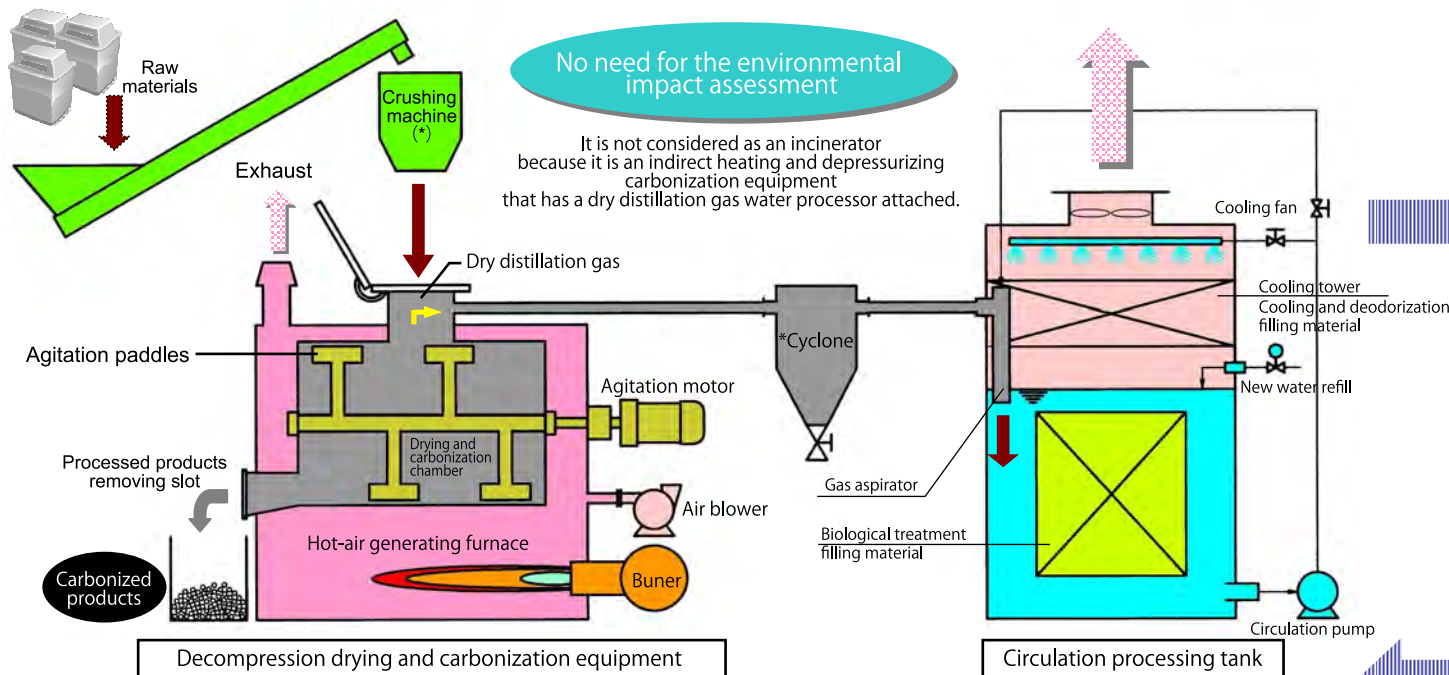 Raw
materials
Crushing
machine
(*)
No need for the environmental
impact assessment
It is not considered as an incinerator
because it is an indirect heating and depressurizing
carbonization equipment
that has a dry distillation gas water processor attached.
Exhaust
Dry distillation gas
Agitation paddles
Agitation motor
Drying and
carbonization
chamber
Processed products
removing slot
Air blower
Hot-air generating furnace
Buner
Carbonized
products
Decompression drying and carbonization equipment
*Cyclone
Gas aspirator
Biological treatment
filling material
Cooling fan
Cooling tower
Cooling and deodorization
filling material
New water refill
Circulation pump
Circulation processing tank